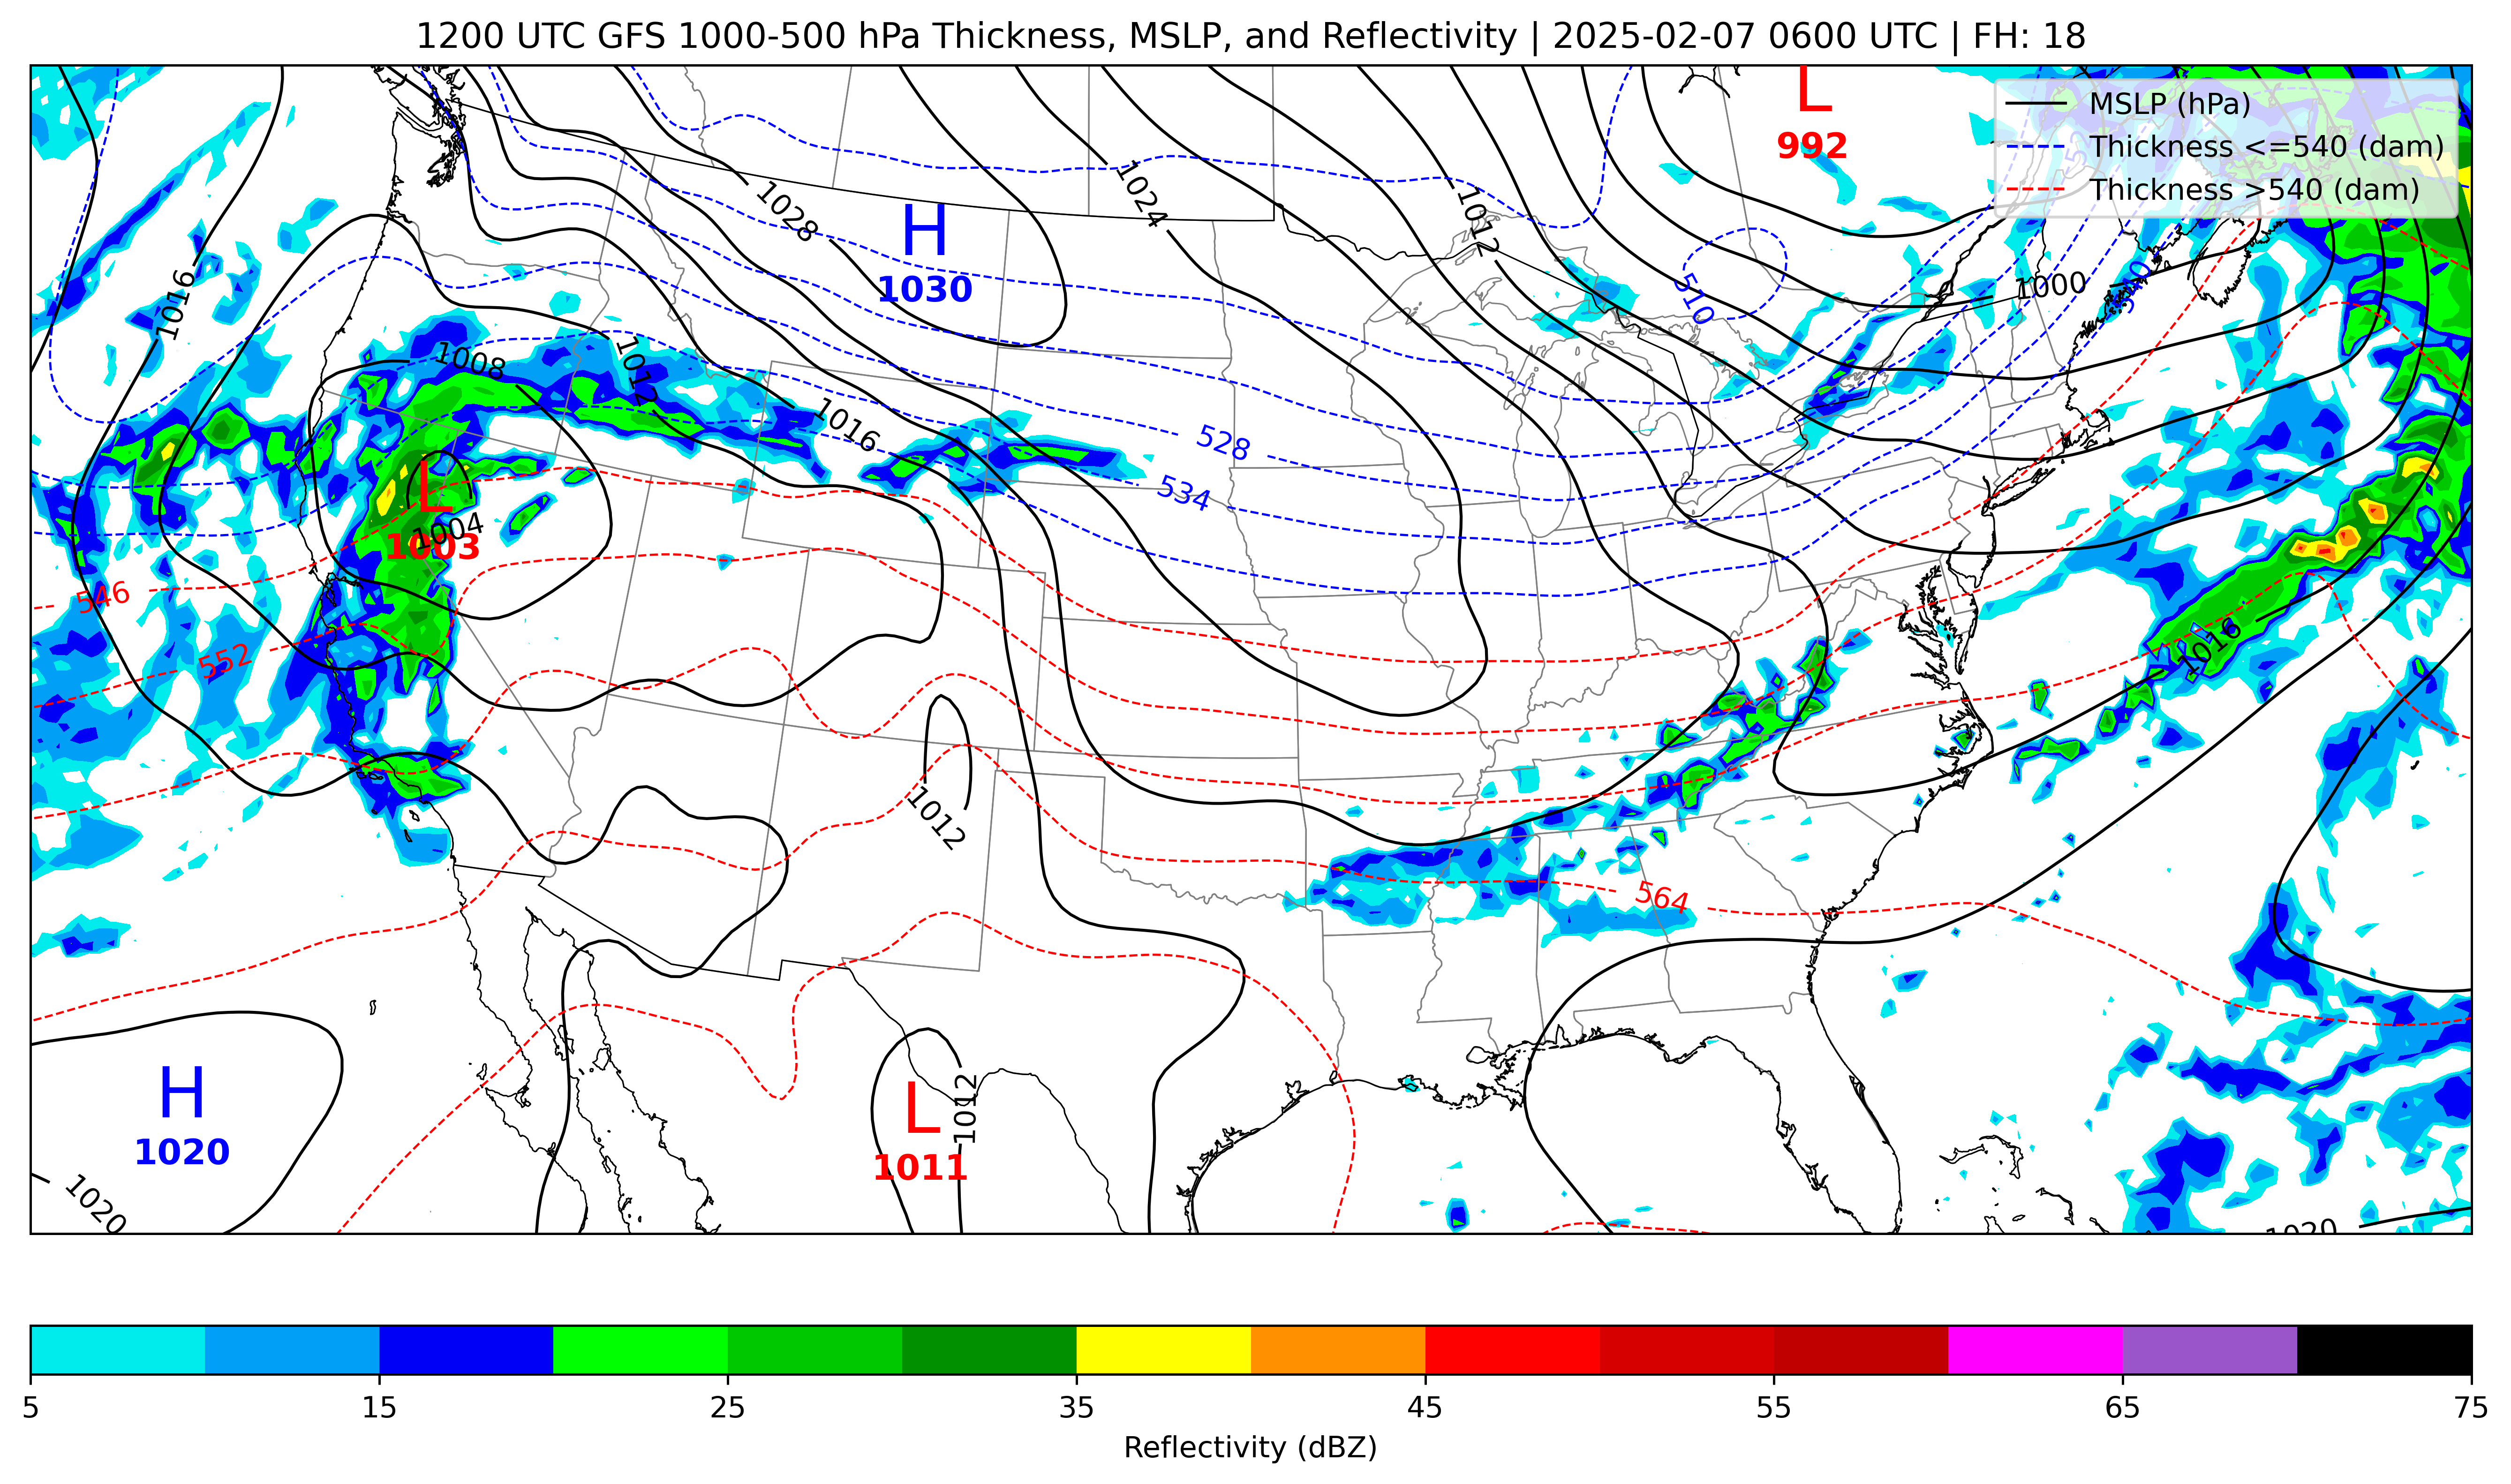 1200 UTC GFS 1000-500 hPa Thickness, MSLP, and Reflectivity | 2025-02-07 0600 UTC | FH: 18
MSLP (hPa)
Thickness <=540 (dam)
Thickness >540 (dam)
L
992
1028
1024
1012
H
1030
1016
510
1000
540
1008
1012
1016
528
534
L
1004
1003
546
552
1016
1012
564
H
1020
L
1012
1011
1020
1020
5 15 25 35 45 55 65 75
Reflectivity (dBZ)